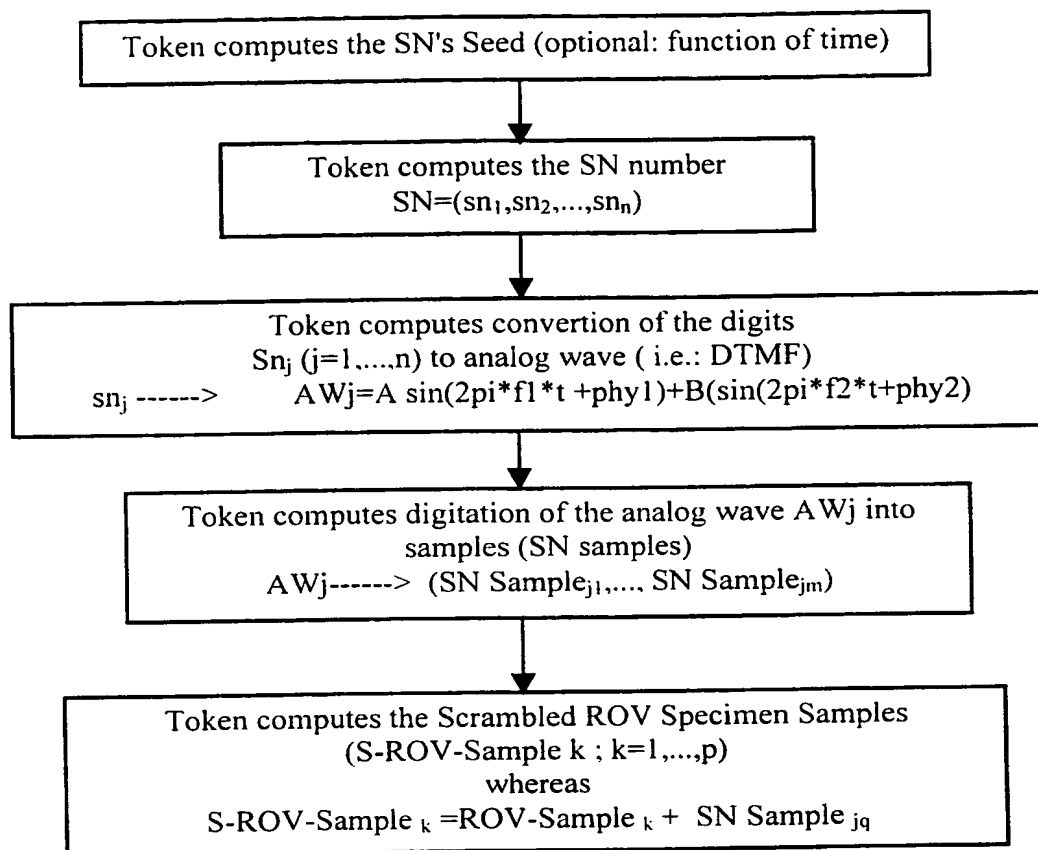 Token computes the SN's Seed (optional: function of time)
Token computes the SN number
SN=(sn₁,sn₂,...,snₙ)
Token computes convertion of the digits
Snⱼ (j=1,...,n) to analog wave ( i.e.: DTMF)
snⱼ ------> AWj=A sin(2pi*f1*t +phy1)+B(sin(2pi*f2*t+phy2)
Token computes digitation of the analog wave AWj into
samples (SN samples)
AWj------> (SN Sampleⱼ₁,..., SN Sampleⱼₘ)
Token computes the Scrambled ROV Specimen Samples
(S-ROV-Sample k ; k=1,...,p)
whereas
S-ROV-Sample ₖ =ROV-Sample ₖ + SN Sample jq